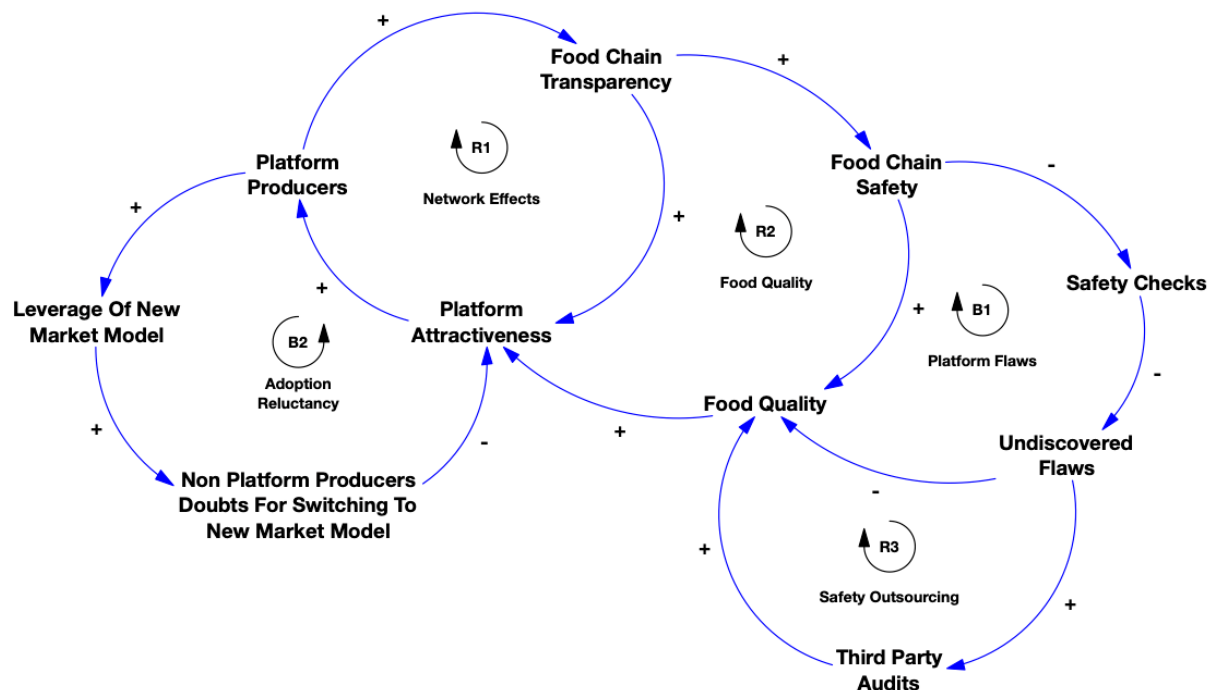 +
Food Chain
Transparency
+
R1
Network Effects
Platform
Producers
Food Chain
Safety
-
+
+
R2
Food Quality
Safety Checks
+
Leverage Of New
Market Model
Platform
Attractiveness
+
B1
Platform Flaws
B2
Adoption
Reluctancy
-
Food Quality
+
+
-
Undiscovered
Flaws
Non Platform Producers
Doubts For Switching To
New Market Model
-
+
R3
Safety Outsourcing
+
Third Party
Audits